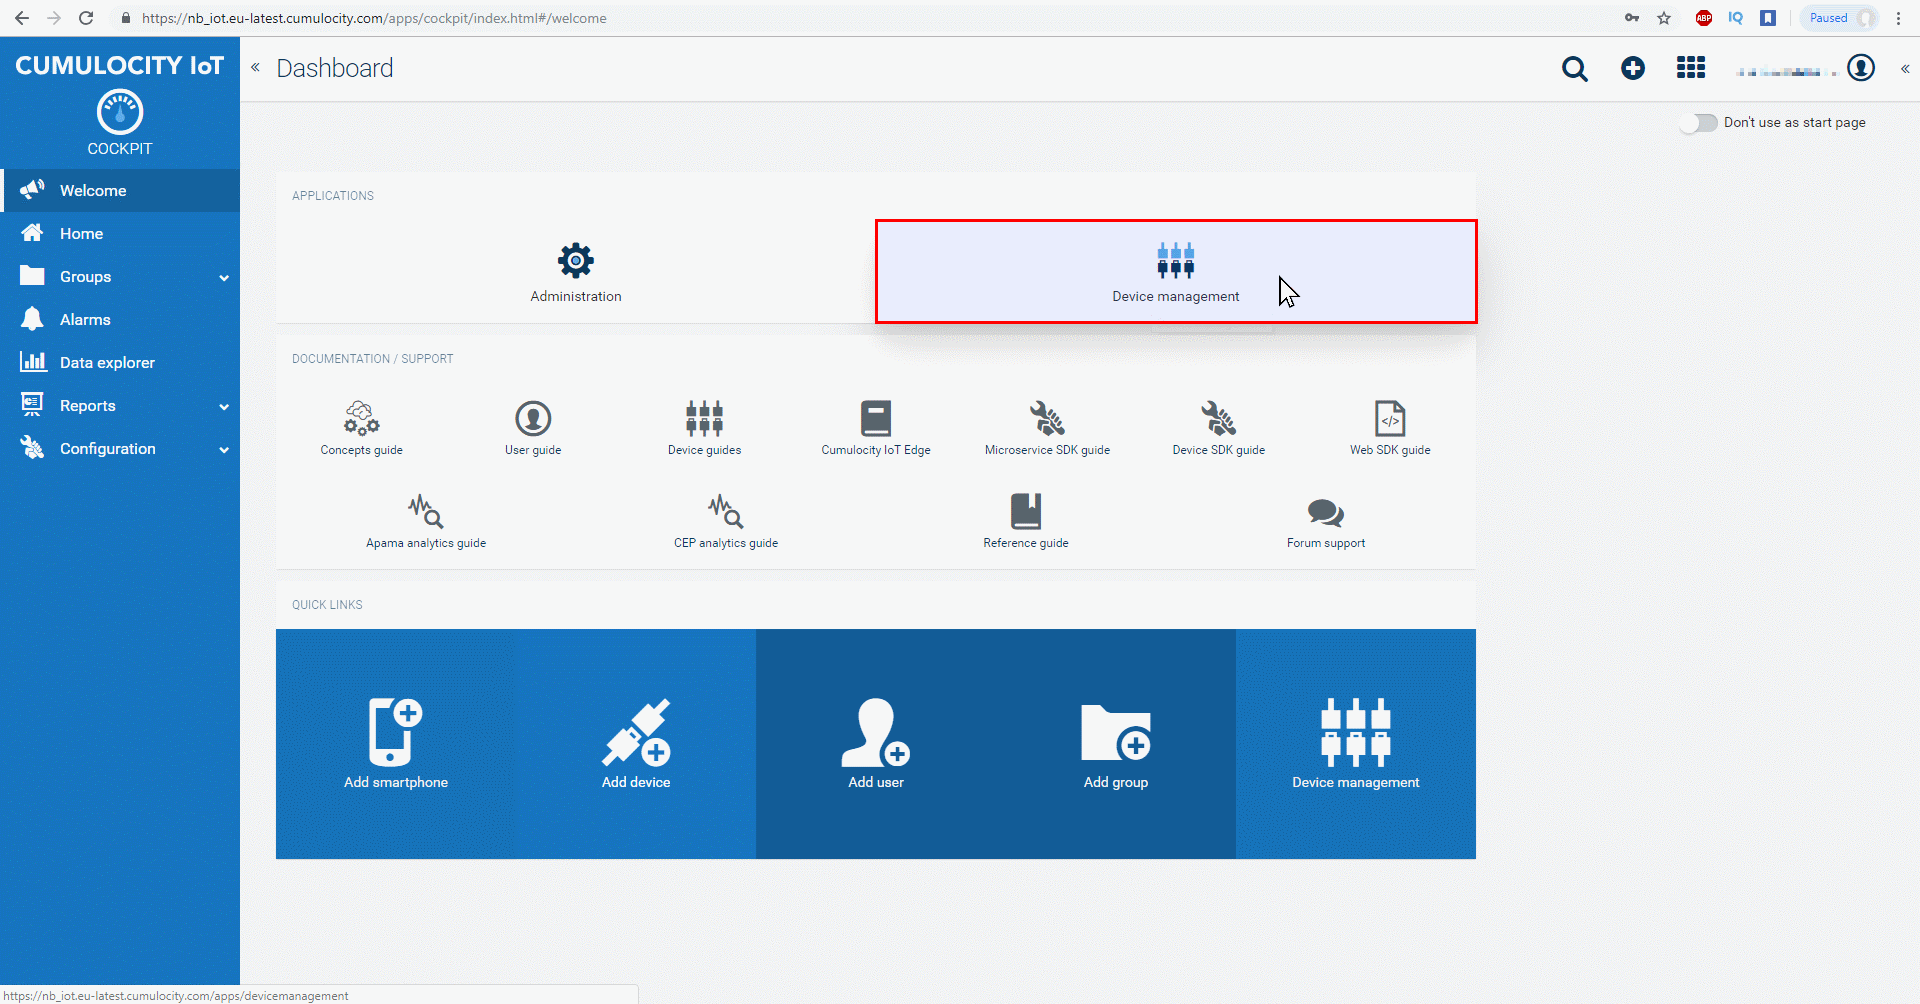 https://nb_iot.eu-latest.cumulocity.com/apps/cockpit/index.html#/welcome
ABP
IQ
Paused
CUMULOCITY IoT
COCKPIT
Welcome
Home
Groups
Alarms
Data explorer
Reports
Configuration
« Dashboard
«
Don't use as start page
APPLICATIONS
Administration
Device management
DOCUMENTATION / SUPPORT
Concepts guide
User guide
Device guides
Cumulocity IoT Edge
Microservice SDK guide
Device SDK guide
</>
Web SDK guide
Apama analytics guide
CEP analytics guide
Reference guide
Forum support
QUICK LINKS
Add smartphone
Add device
Add user
Add group
Device management
https://nb_iot.eu-latest.cumulocity.com/apps/devicemanagement